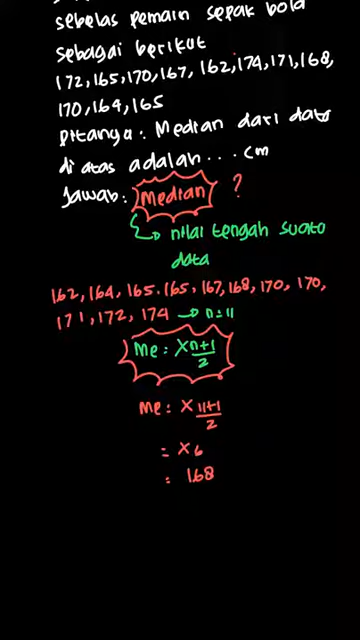 sebelas pemain sepak bola
sebagai berikut
172, 165, 170, 167, 162, 174, 171, 168,
170, 164, 165
Ditanya: Median dari data
di atas adalah... cm
Jawab: Median ?
nilai tengah suatu
data
162, 164, 165. 165, 167, 168, 170, 170,
171, 172, 174 → n = 11
Me : X n+1/2
Me : X 11+1/2
= X6
= 168